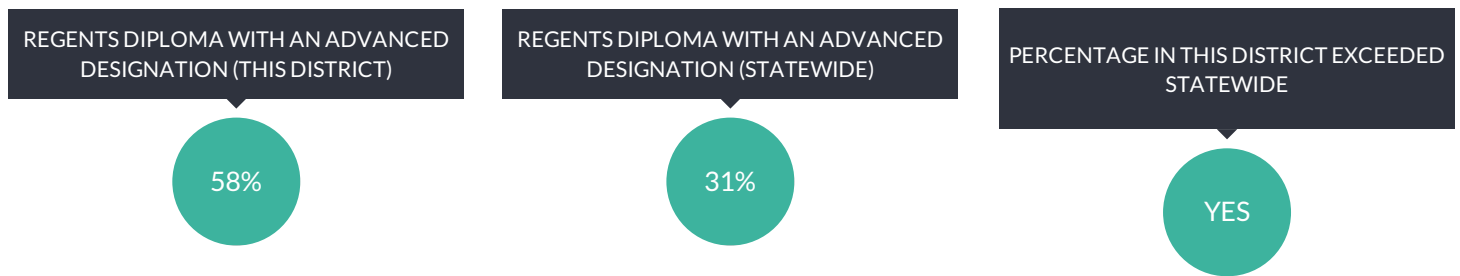 REGENTS DIPLOMA WITH AN ADVANCED
DESIGNATION (THIS DISTRICT)
58%
REGENTS DIPLOMA WITH AN ADVANCED
DESIGNATION (STATEWIDE)
31%
PERCENTAGE IN THIS DISTRICT EXCEEDED
STATEWIDE
YES